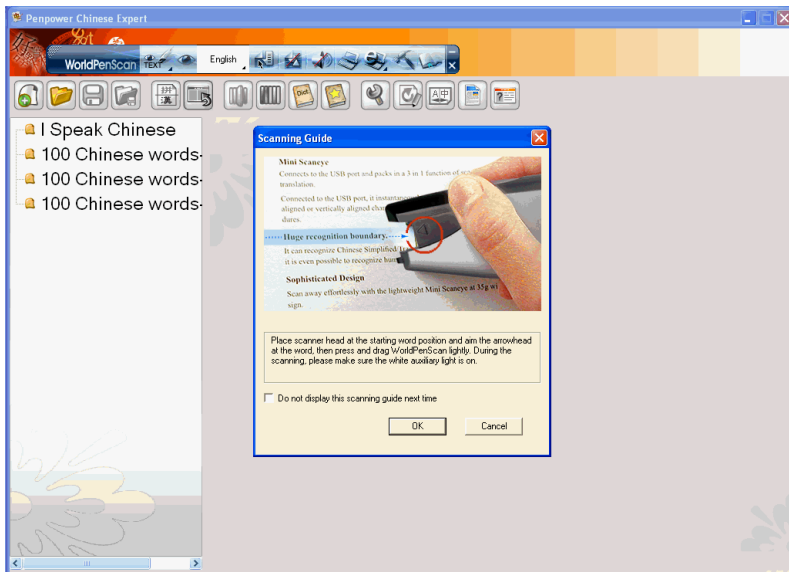 Penpower Chinese Expert
WorldPenScan TEXT English
Dict
I Speak Chinese
100 Chinese words-
100 Chinese words-
100 Chinese words-
Scanning Guide
Mini Scaneye
Connects to the USB port and packs in a 3 in 1 function of
translation.
Connected to the USB port, it
aligned or vertically aligned
dures.
Huge recognition boundary.
It can recognize Chinese Simplified
it is even possible to recognize
Sophisticated Design
Scan away effortlessly with the lightweight Mini Scaneye at 35g
sign.
Place scanner head at the starting word position and aim the arrowhead
at the word, then press and drag WorldPenScan lightly. During the
scanning, please make sure the white auxiliary light is on.
Do not display this scanning guide next time
OK Cancel